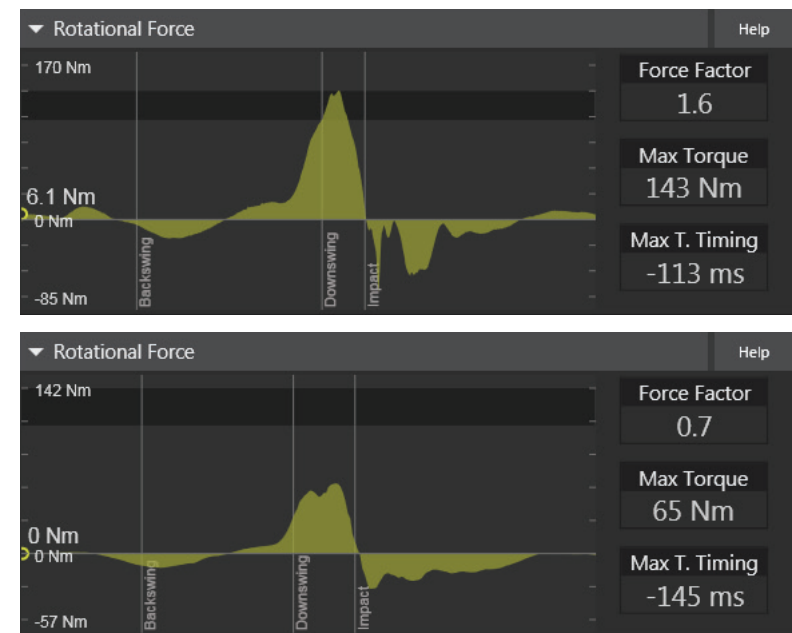 Rotational Force
Help
170 Nm
6.1 Nm
0 Nm
-85 Nm
Backswing
Downswing
Impact
Force Factor
1.6
Max Torque
143 Nm
Max T. Timing
-113 ms
Rotational Force
Help
142 Nm
0 Nm
0 Nm
-57 Nm
Backswing
Downswing
Impact
Force Factor
0.7
Max Torque
65 Nm
Max T. Timing
-145 ms